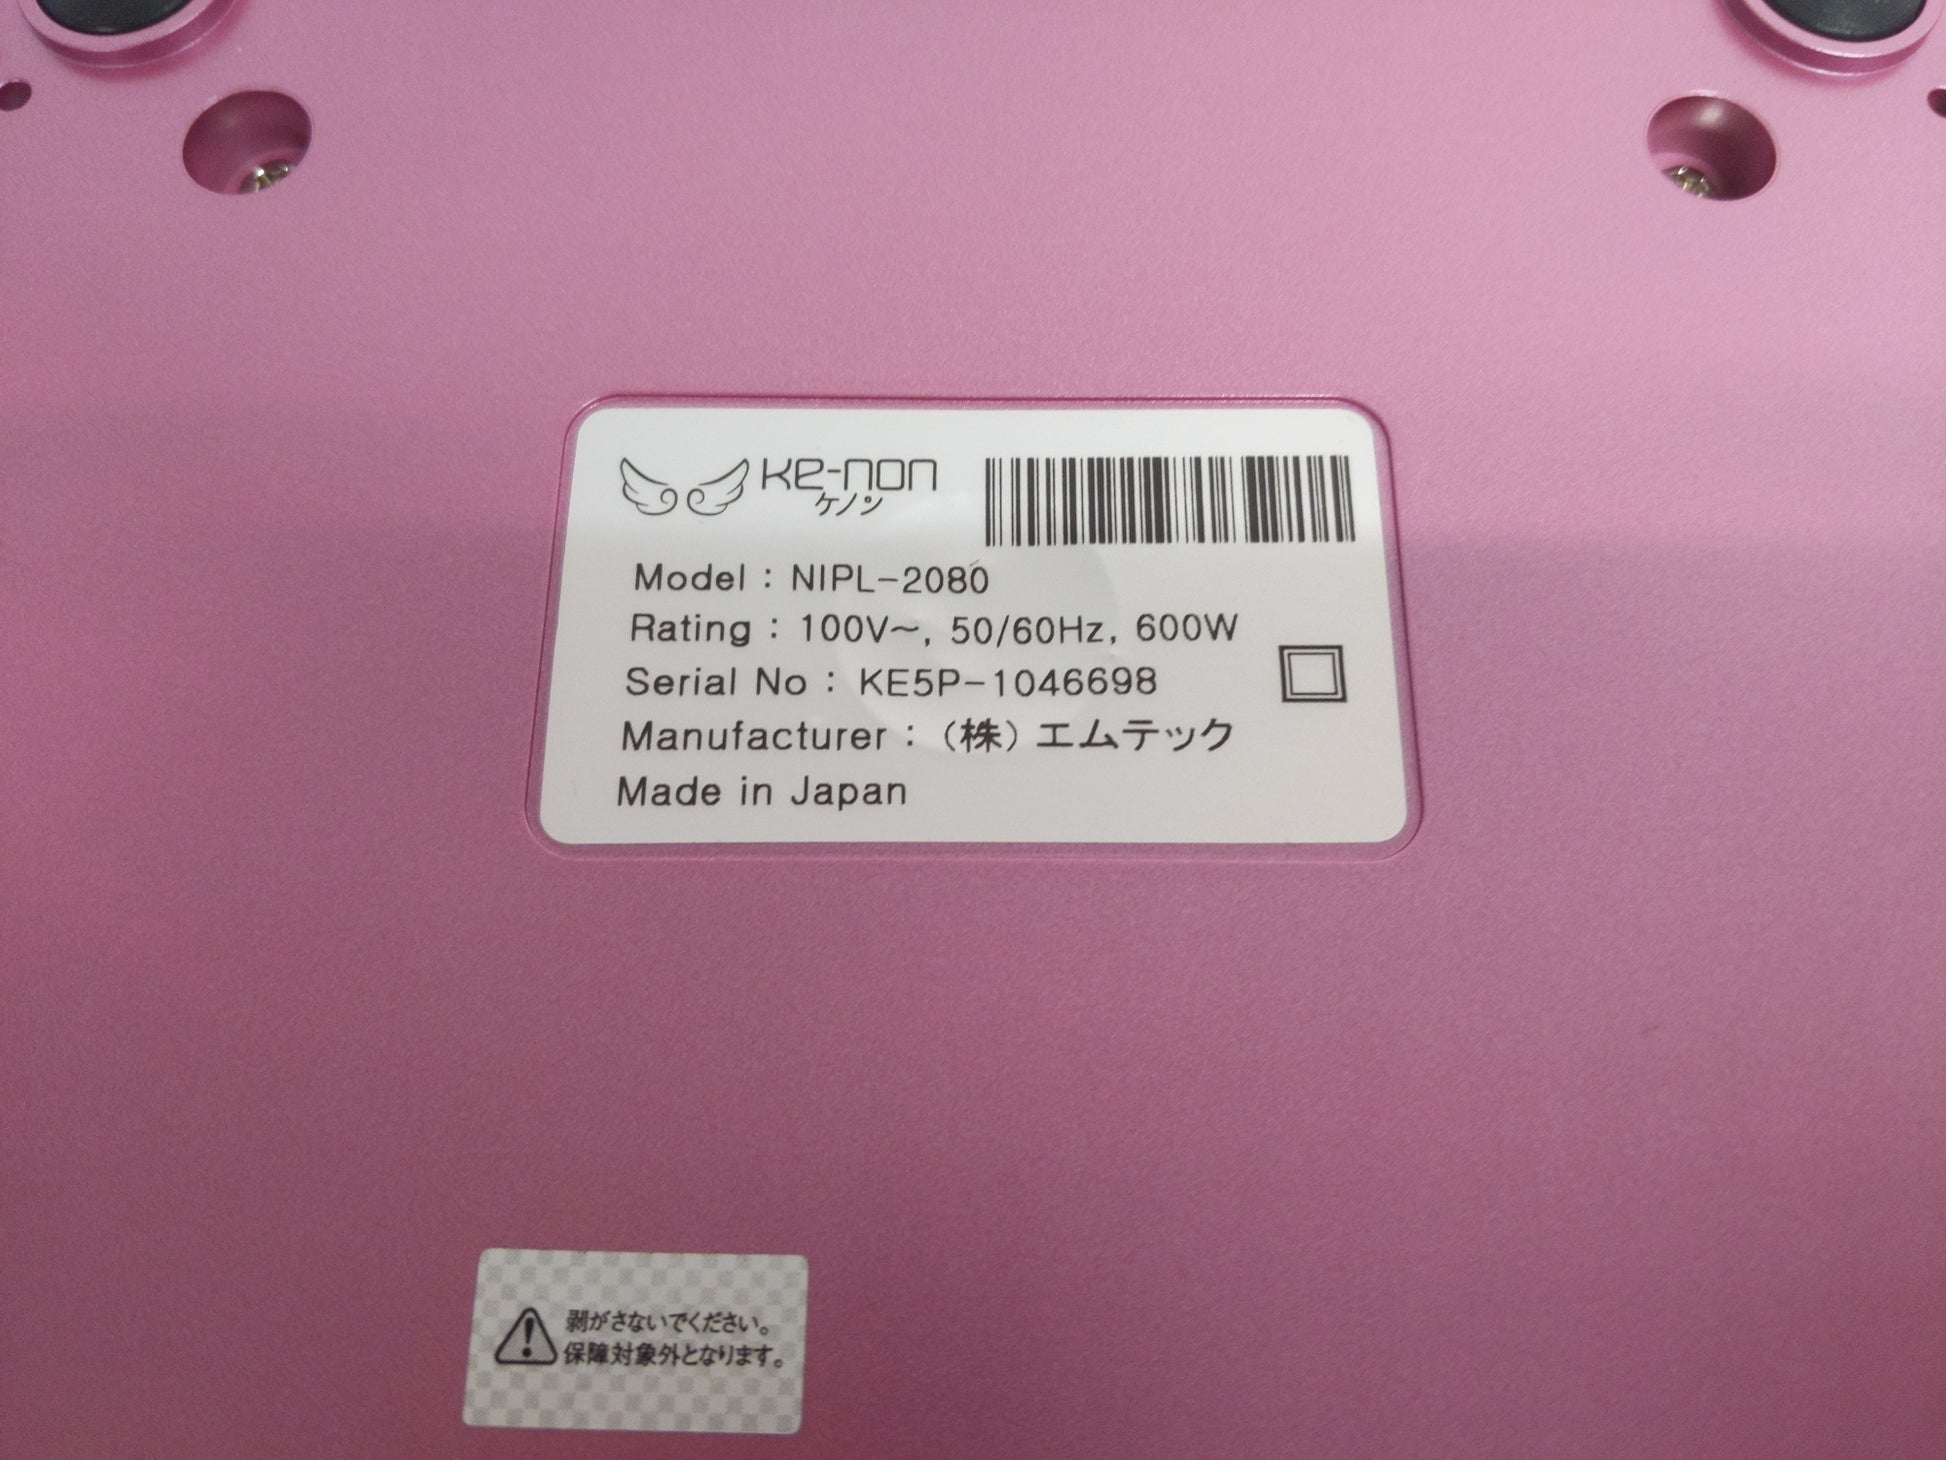 ke-non
ケノン
Model : NIPL-2080
Rating : 100V~, 50/60Hz, 600W
Serial No : KE5P-1046698
Manufacturer : (株) エムテック
Made in Japan
剥がさないでください。
保障対象外となります。